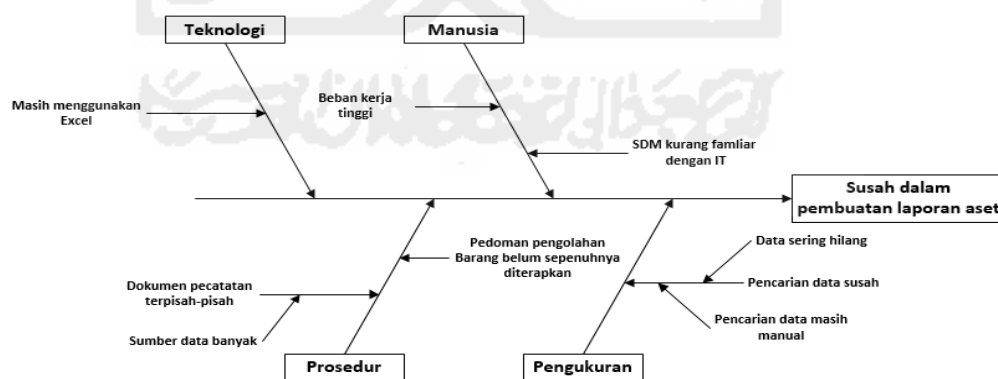 Teknologi
Manusia
Masih menggunakan
Excel
Beban kerja
tinggi
SDM kurang famliar
dengan IT
Susah dalam
pembuatan laporan aset
Pedoman pengolahan
Barang belum sepenuhnya
diterapkan
Data sering hilang
Dokumen pecatatan
terpisah-pisah
Pencarian data susah
Sumber data banyak
Pencarian data masih
manual
Prosedur
Pengukuran